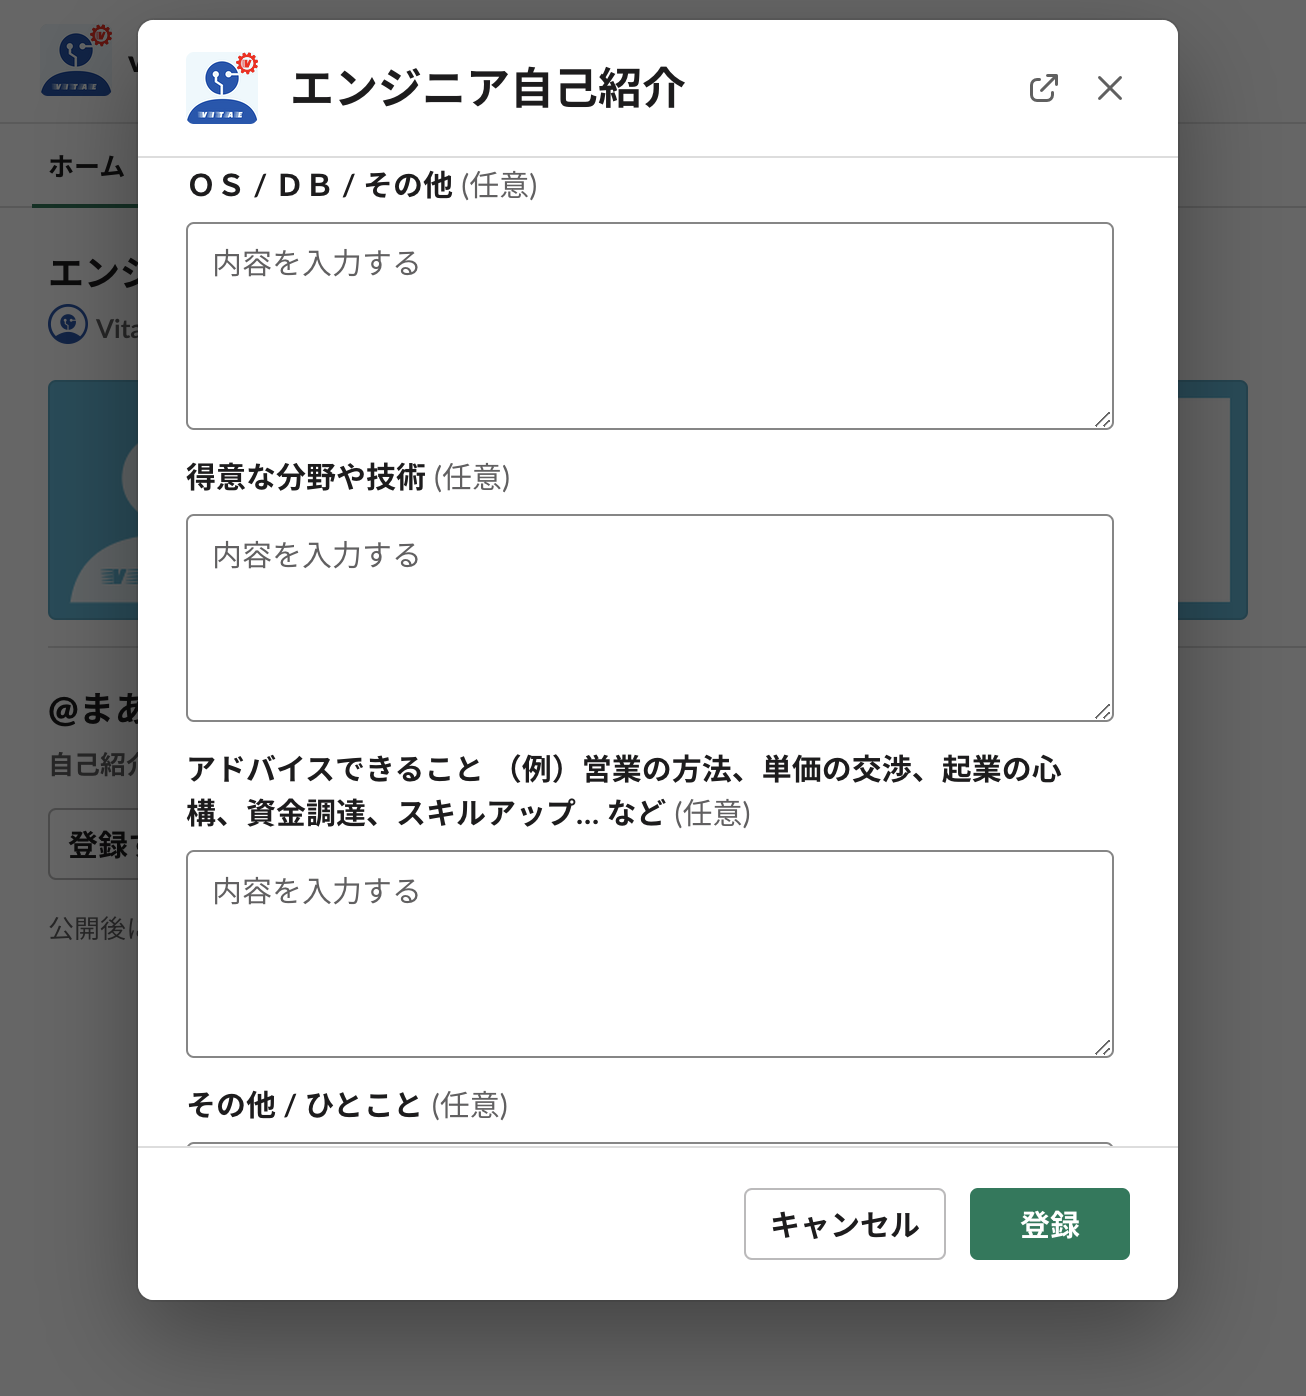 エンジニア自己紹介
ＯＳ / ＤＢ / その他 (任意)
内容を入力する
得意な分野や技術 (任意)
内容を入力する
アドバイスできること （例）営業の方法、単価の交渉、起業の心
構、資金調達、スキルアップ... など (任意)
内容を入力する
その他 / ひとこと (任意)
キャンセル
登録
VITAE
ホーム
エンジ
Vita
@まあ
自己紹介
登録す
公開後に